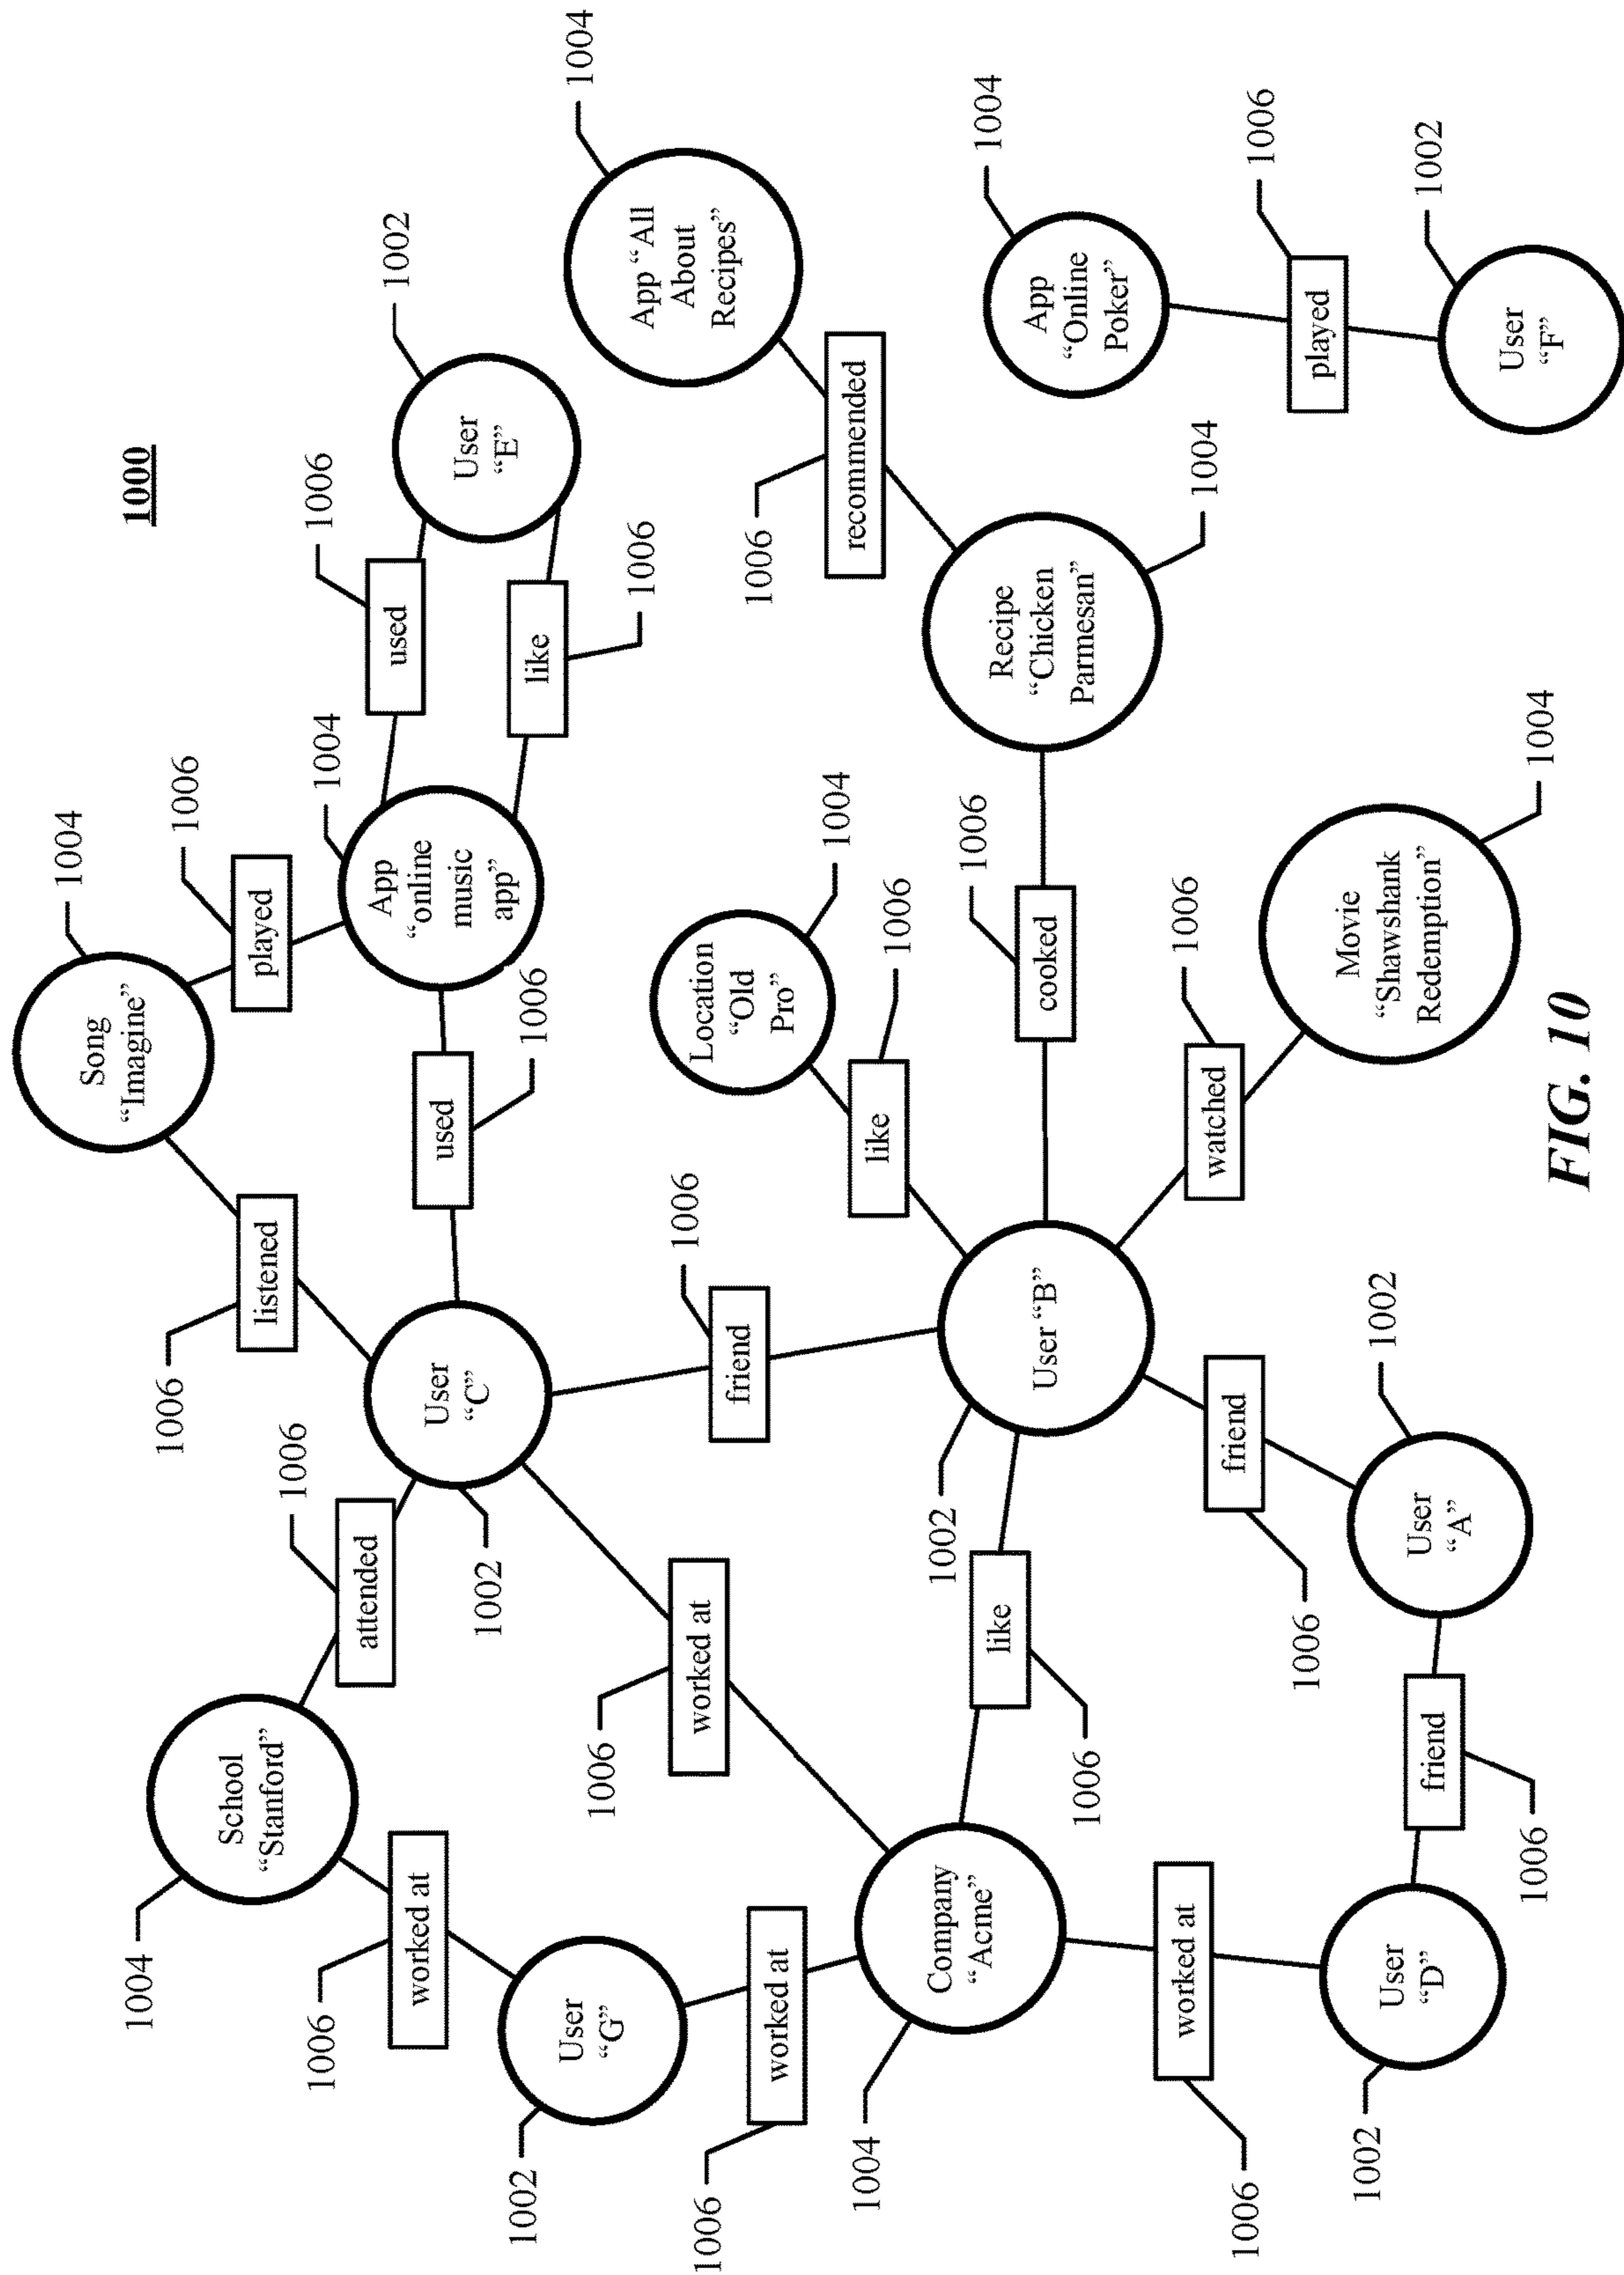 1000
1004
Song
“Imagine”
1004
School
“Stanford”
1006
attended
1006
listened
1006
played
1006
1004
1006
used
1002
1006
worked at
User
“C”
1002
used
1006
App
“online
music
app”
like
1006
User
“E”
1002
User
“G”
1006
worked at
1006
friend
Location
“Old
Pro”
1004
1004
App “All
About
Recipes”
1006
worked at
1006
like
1006
recommended
1006
1004
Company
“Acme”
like
1006
1002
User “B”
1006
cooked
Recipe
“Chicken
Parmesan”
1004
1004
App
“Online
Poker”
1006
worked at
1006
friend
1006
watched
1006
played
1002
User
“D”
friend
1006
User
“A”
1002
Movie
“Shawshank
Redemption”
1004
1002
User
“F”
FIG. 10